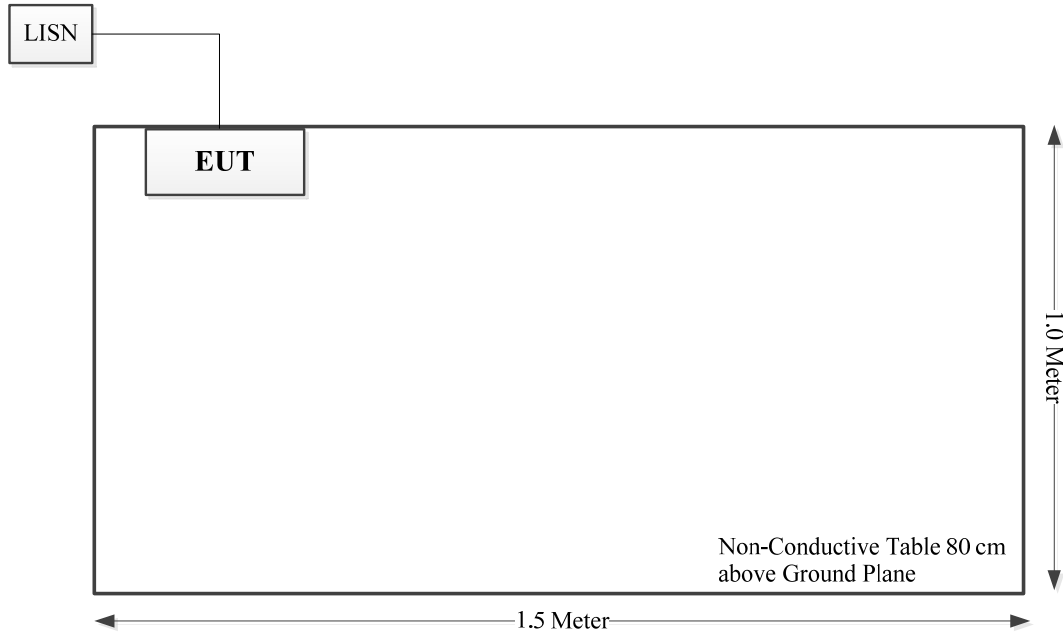 LISN
EUT
1.0 Meter
Non-Conductive Table 80 cm
above Ground Plane
1.5 Meter